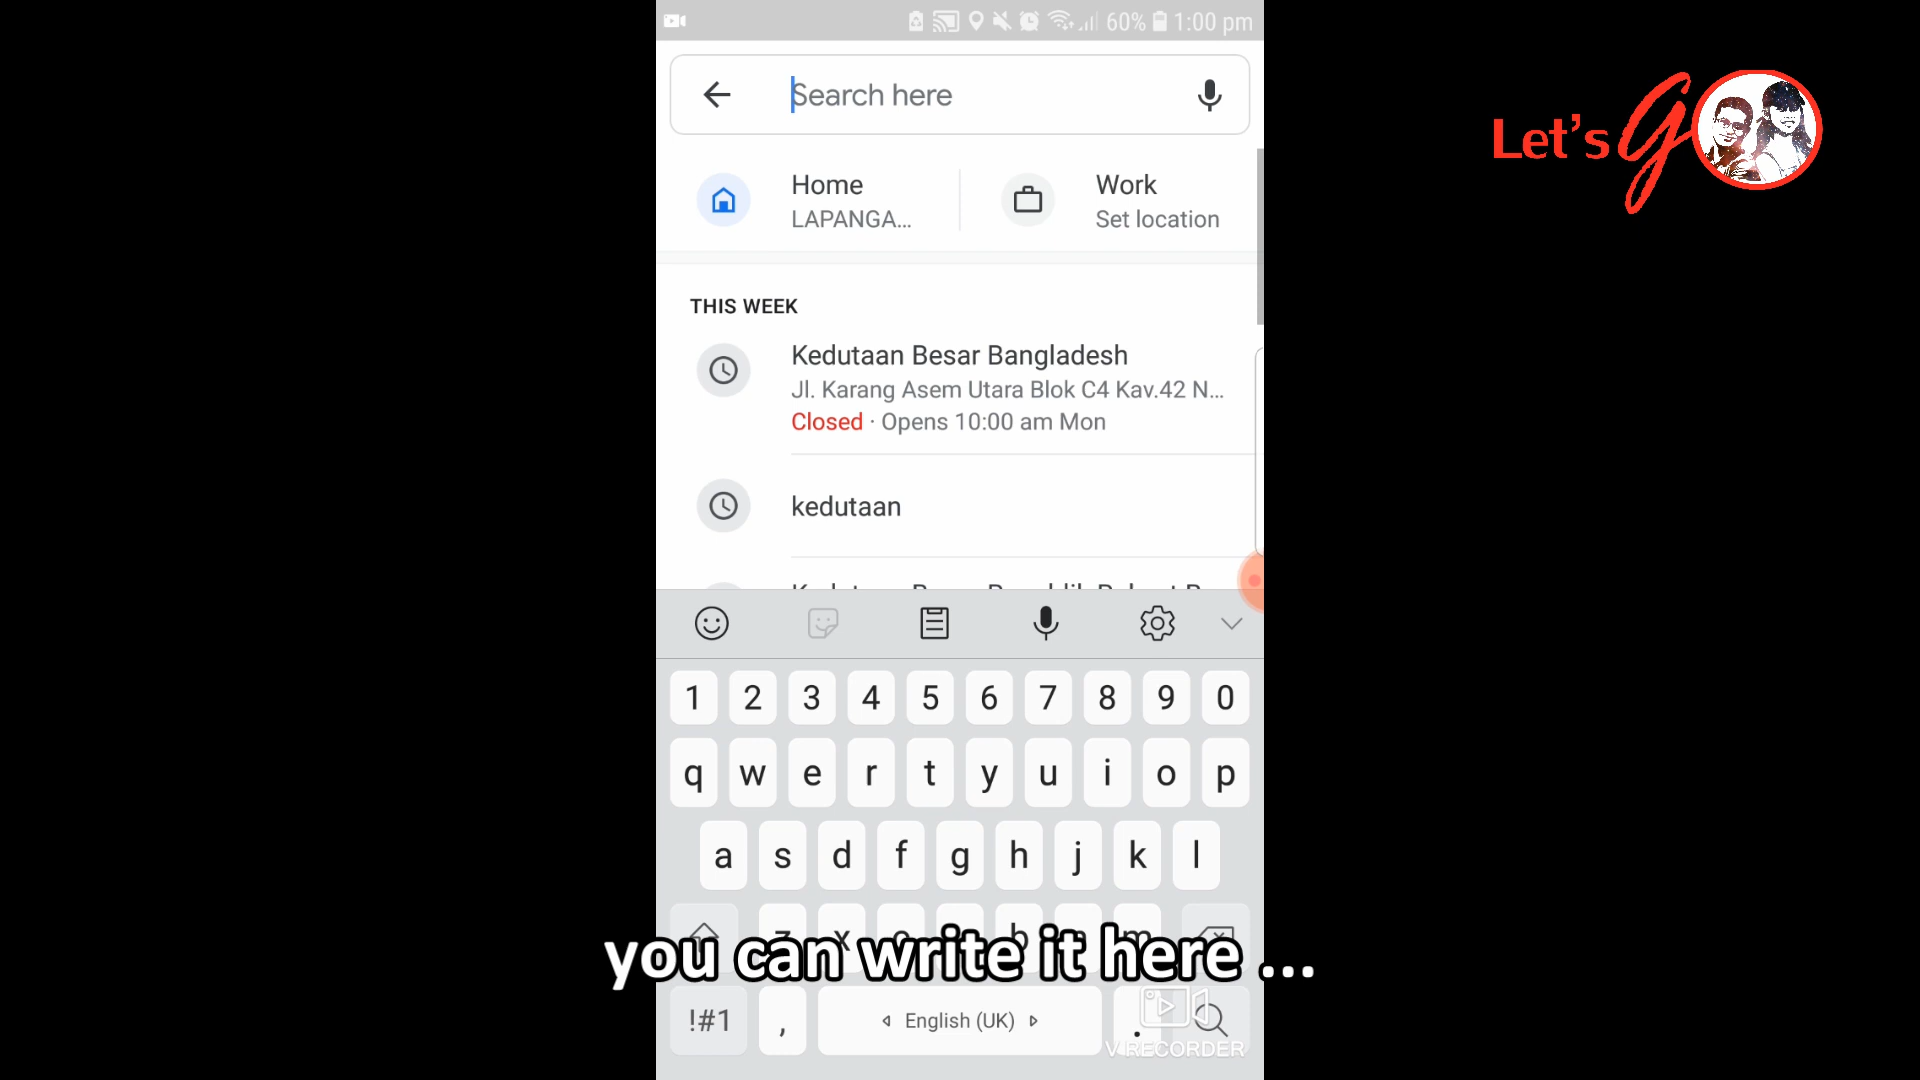 60% 1:00 pm
Search here
Home
LAPANGA...
Work
Set location
THIS WEEK
Kedutaan Besar Bangladesh
Jl. Karang Asem Utara Blok C4 Kav.42 N...
Closed · Opens 10:00 am Mon
kedutaan
1 2 3 4 5 6 7 8 9 0
q w e r t y u i o p
a s d f g h j k l
you can write it here ...
!#1 , English (UK) .
V RECORDER
Let's g